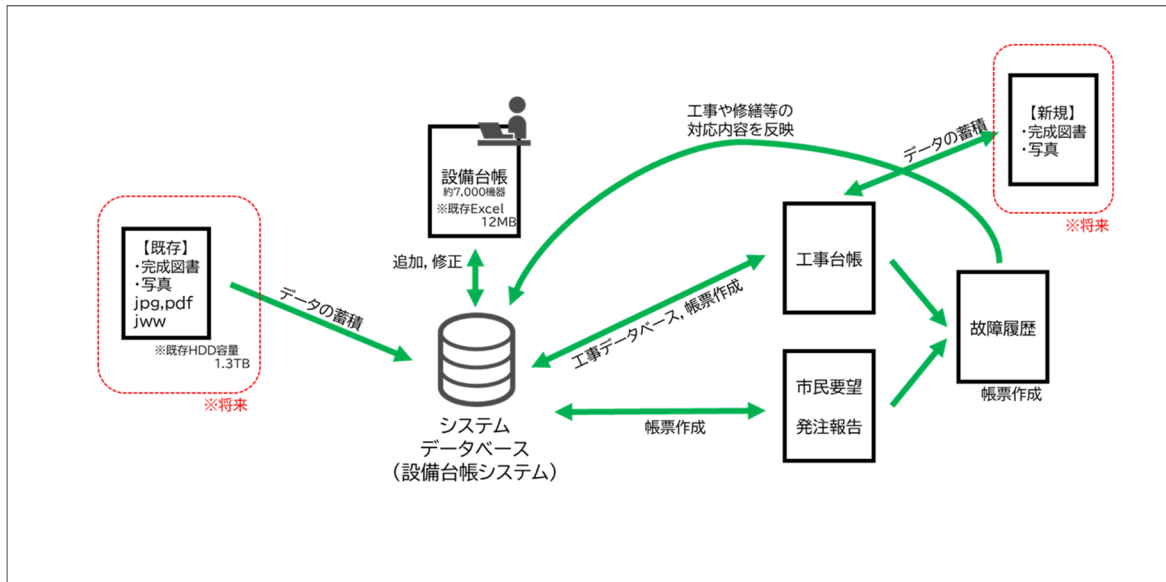 【既存】
・完成図書
・写真
jpg,pdf
jww
※既存HDD容量
1.3TB
※将来
データの蓄積
設備台帳
約7,000機器
※既存Excel
12MB
追加,修正
システム
データベース
（設備台帳システム）
工事や修繕等の
対応内容を反映
工事データベース,帳票作成
帳票作成
工事台帳
市民要望
発注報告
データの蓄積
【新規】
・完成図書
・写真
※将来
故障履歴
帳票作成